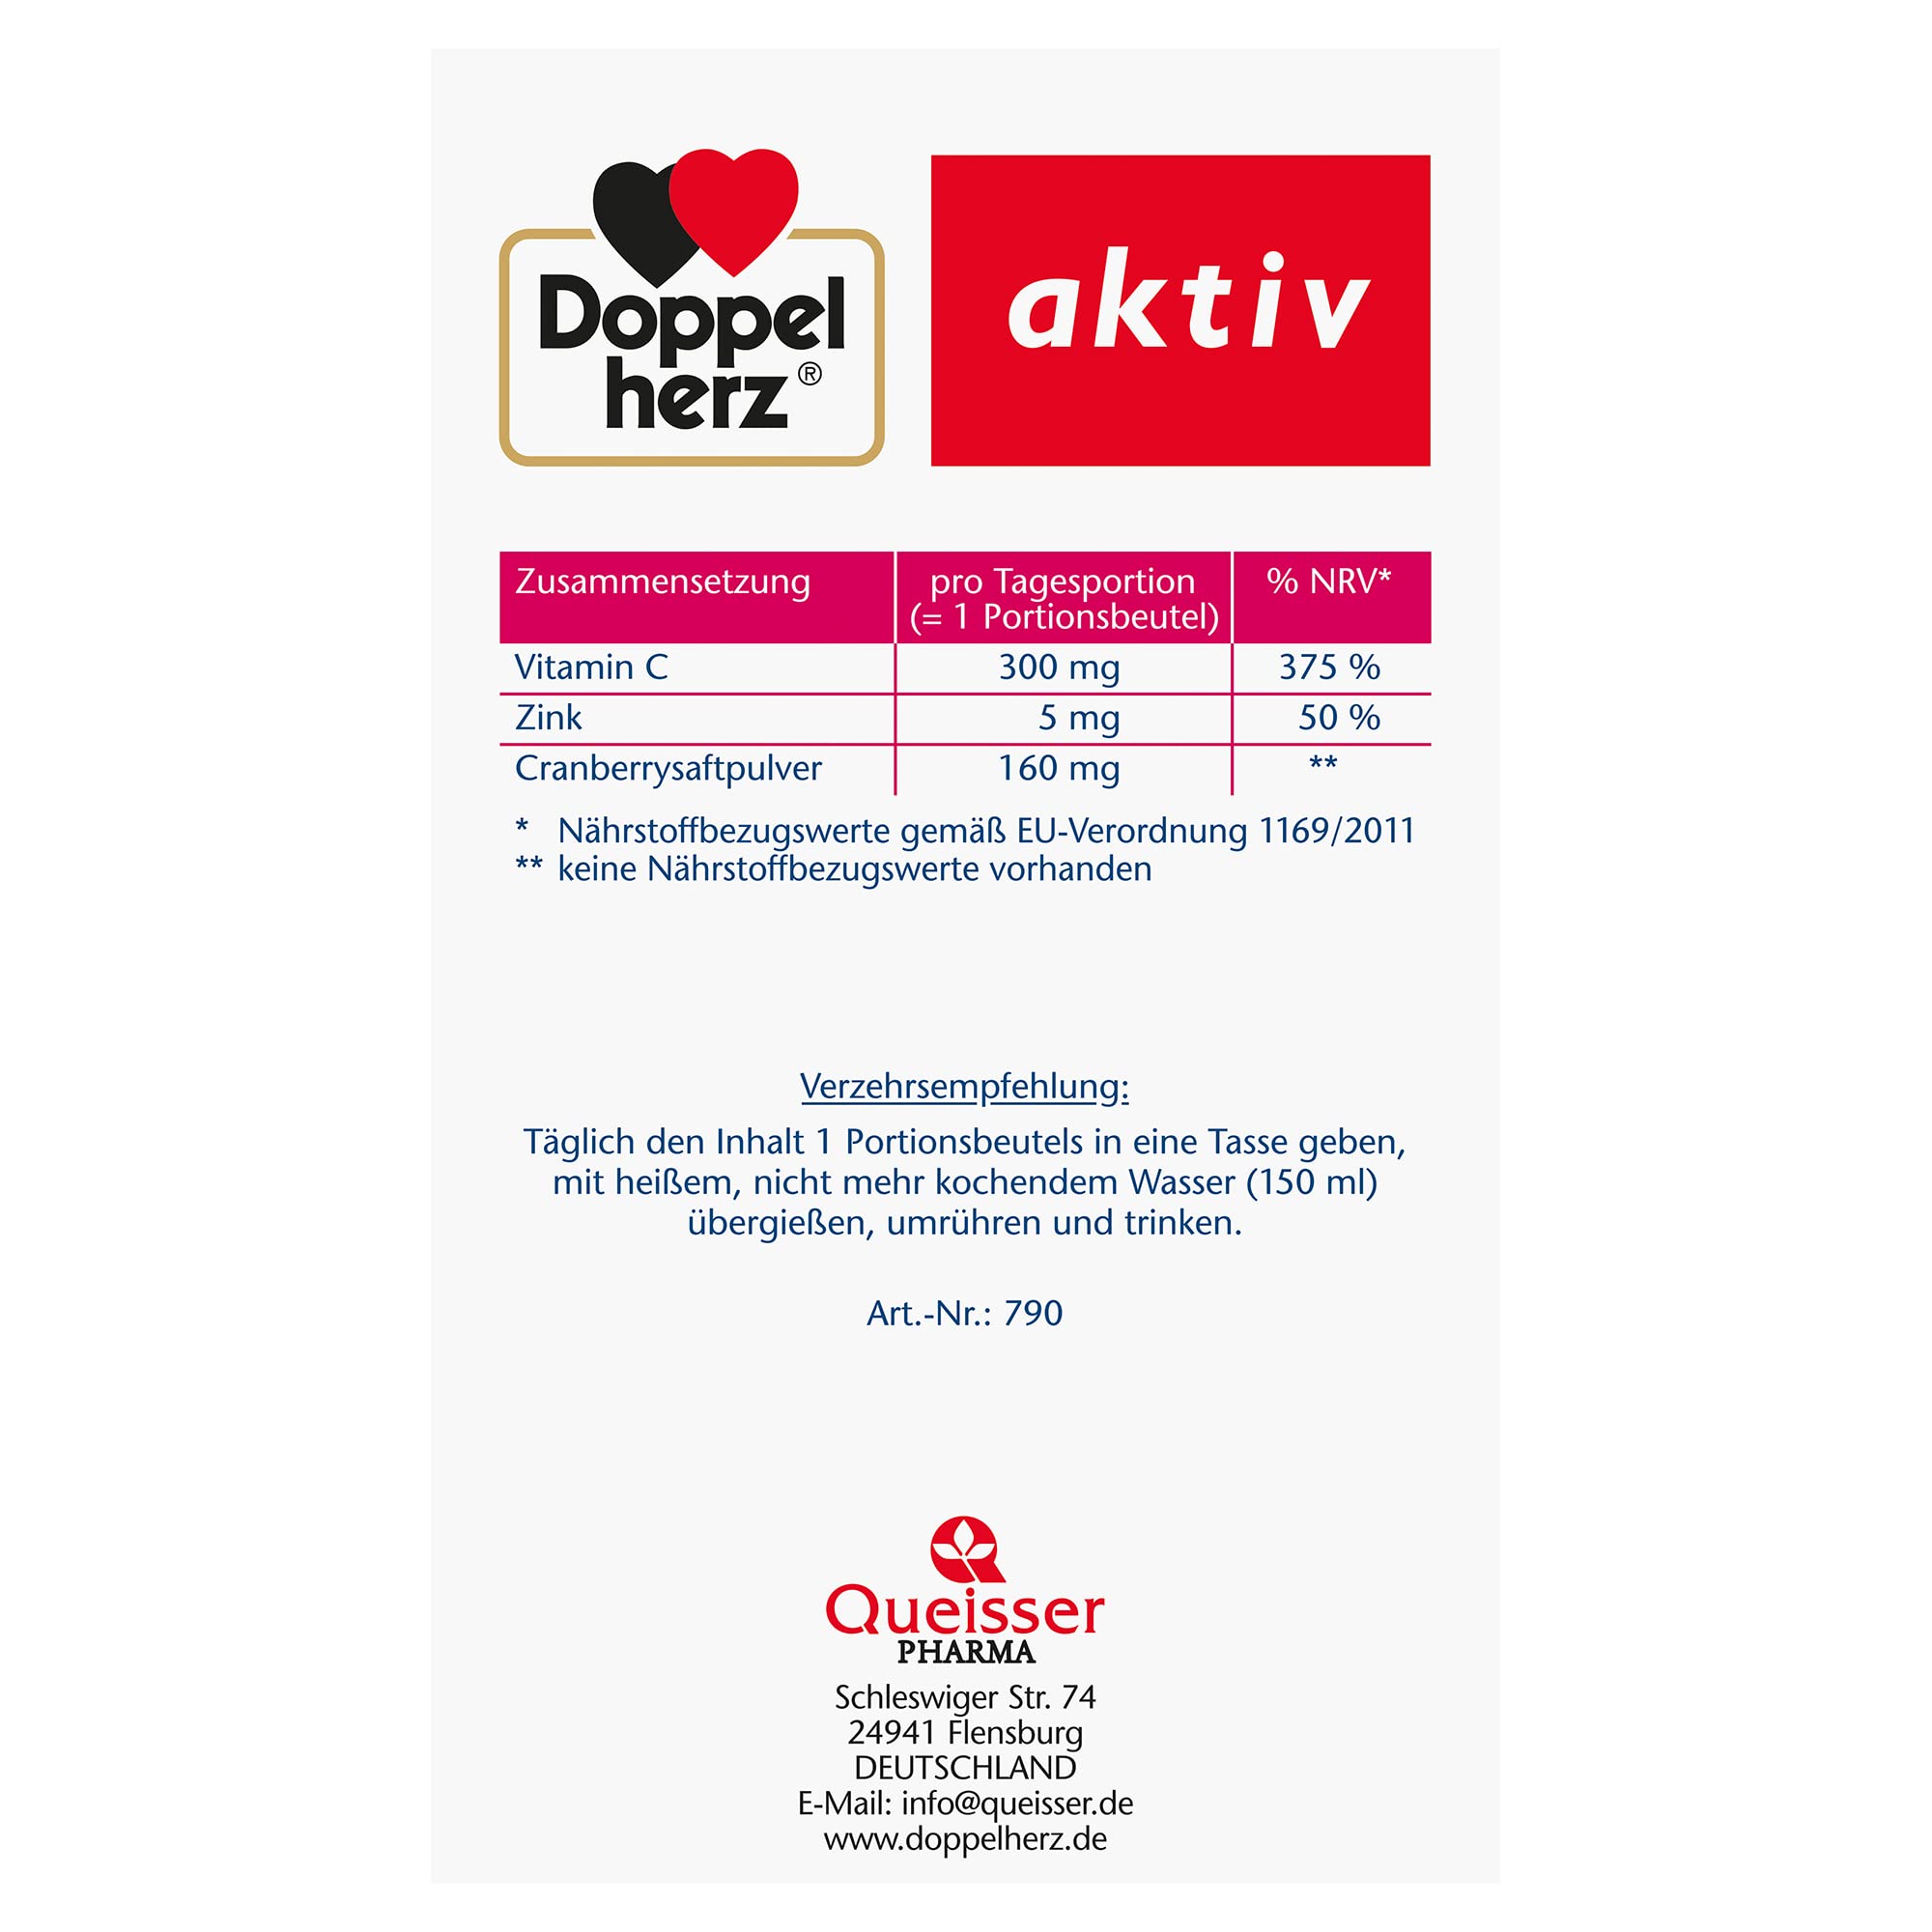 Doppel
herz®
aktiv
Zusammensetzung pro Tagesportion (= 1 Portionsbeutel) % NRV*
Vitamin C 300 mg 375 %
Zink 5 mg 50 %
Cranberrysaftpulver 160 mg **
* Nährstoffbezugswerte gemäß EU-Verordnung 1169/2011
** keine Nährstoffbezugswerte vorhanden
Verzehrsempfehlung:
Täglich den Inhalt 1 Portionsbeutels in eine Tasse geben,
mit heißem, nicht mehr kochendem Wasser (150 ml)
übergießen, umrühren und trinken.
Art.-Nr.: 790
Queisser
PHARMA
Schleswiger Str. 74
24941 Flensburg
DEUTSCHLAND
E-Mail: info@queisser.de
www.doppelherz.de